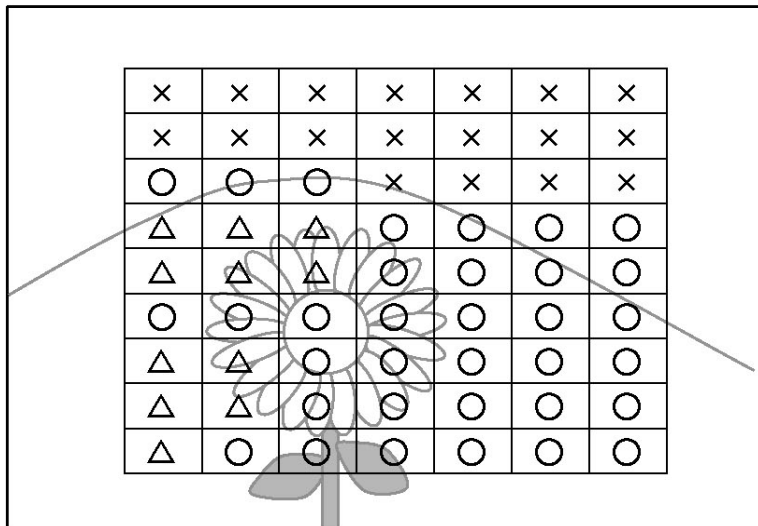 × × × × × × ×
× × × × × × ×
○ ○ ○ × × × ×
△ △ △ ○ ○ ○ ○
△ △ △ ○ ○ ○ ○
○ ○ ○ ○ ○ ○ ○
△ △ ○ ○ ○ ○ ○
△ △ ○ ○ ○ ○ ○
△ ○ ○ ○ ○ ○ ○